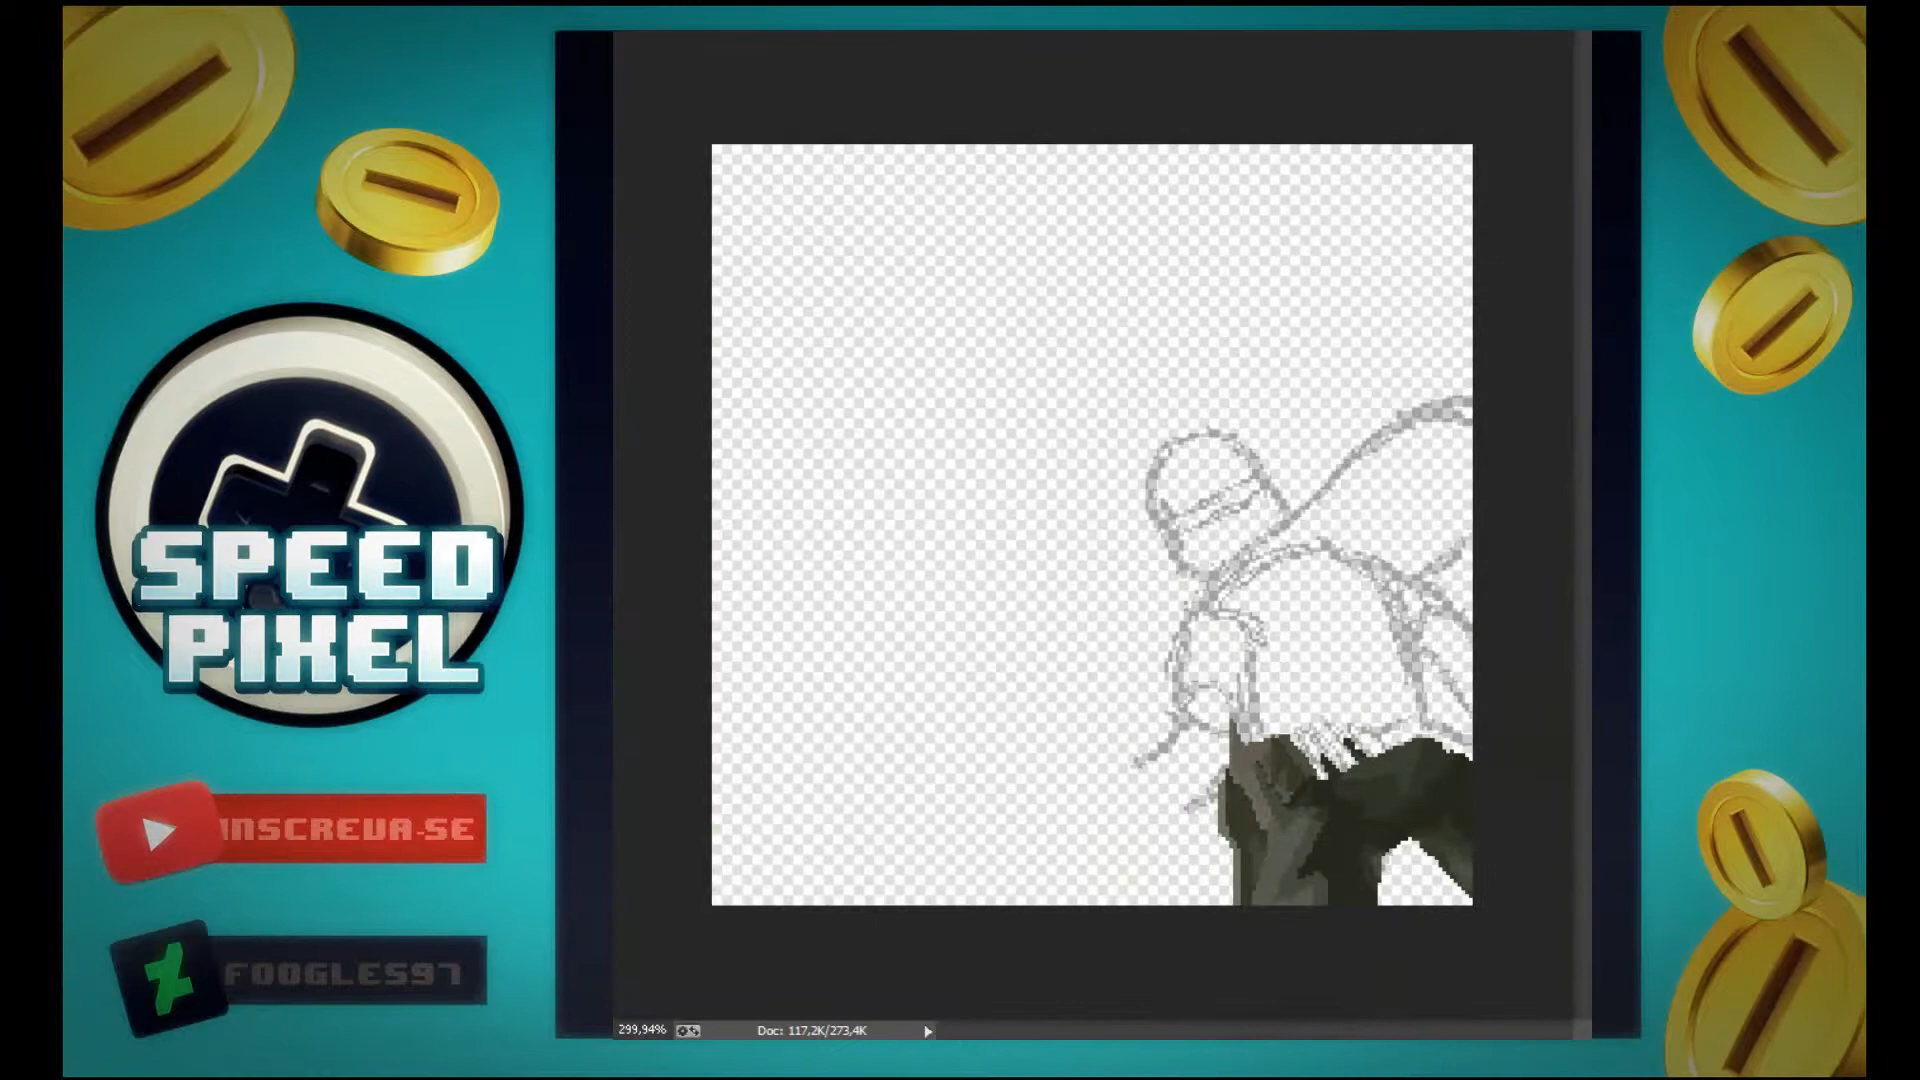 SPEED
PIXEL
INSCREVA-SE
FOOGLES97
299,94%
Doc: 117,2K/273,4K